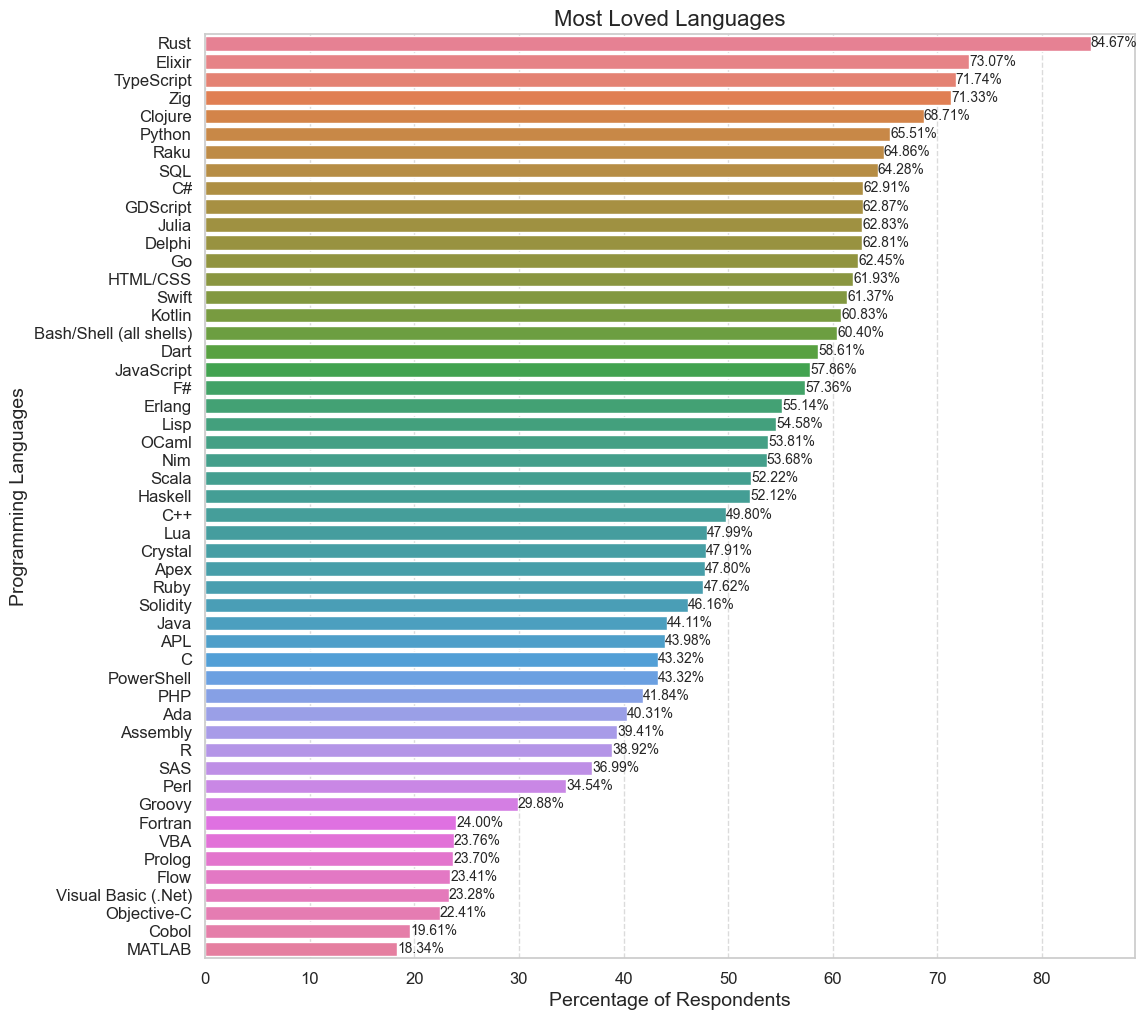 Most Loved Languages
Programming Languages
Rust 84.67%
Elixir 73.07%
TypeScript 71.74%
Zig 71.33%
Clojure 68.71%
Python 65.51%
Raku 64.86%
SQL 64.28%
C# 62.91%
GDScript 62.87%
Julia 62.83%
Delphi 62.81%
Go 62.45%
HTML/CSS 61.93%
Swift 61.37%
Kotlin 60.83%
Bash/Shell (all shells) 60.40%
Dart 58.61%
JavaScript 57.86%
F# 57.36%
Erlang 55.14%
Lisp 54.58%
OCaml 53.81%
Nim 53.68%
Scala 52.22%
Haskell 52.12%
C++ 49.80%
Lua 47.99%
Crystal 47.91%
Apex 47.80%
Ruby 47.62%
Solidity 46.16%
Java 44.11%
APL 43.98%
C 43.32%
PowerShell 43.32%
PHP 41.84%
Ada 40.31%
Assembly 39.41%
R 38.92%
SAS 36.99%
Perl 34.54%
Groovy 29.88%
Fortran 24.00%
VBA 23.76%
Prolog 23.70%
Flow 23.41%
Visual Basic (.Net) 23.28%
Objective-C 22.41%
Cobol 19.61%
MATLAB 18.34%
0 10 20 30 40 50 60 70 80
Percentage of Respondents